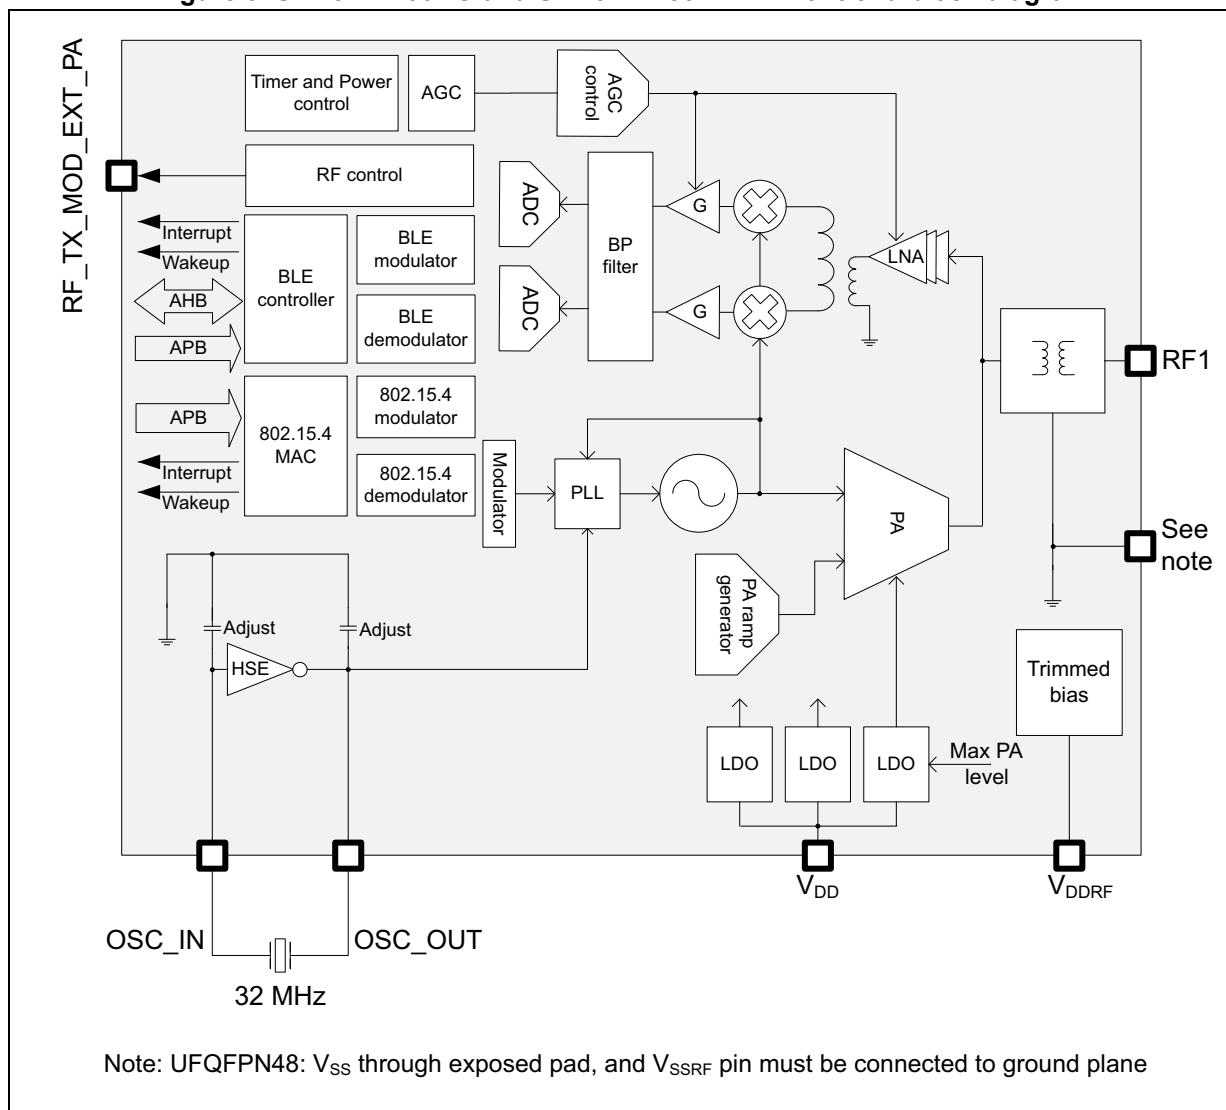 RF_TX_MOD_EXT_PA
Timer and Power
control
AGC
AGC
control
RF control
ADC
BP
filter
G
LNA
Interrupt
Wakeup
AHB
APB
BLE
controller
BLE
modulator
BLE
demodulator
ADC
G
RF1
APB
Interrupt
Wakeup
802.15.4
MAC
802.15.4
modulator
802.15.4
demodulator
Modulator
PLL
PA
See
note
PA ramp
generator
Adjust
Adjust
HSE
Trimmed
bias
LDO
LDO
LDO
Max PA
level
VDD
VDDRF
OSC_IN
OSC_OUT
32 MHz
Note: UFQFPN48: VSS through exposed pad, and VSSRF pin must be connected to ground plane